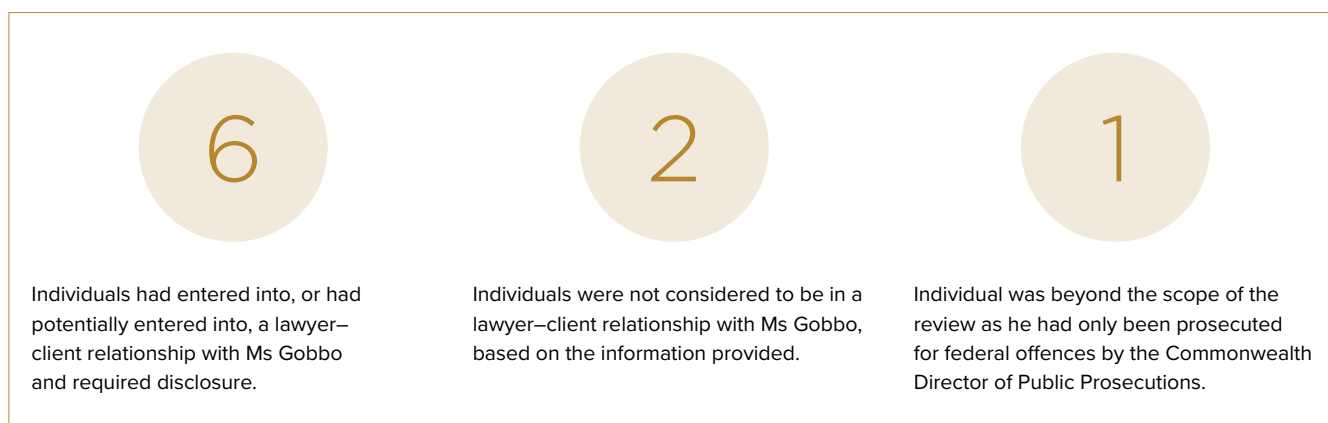 6
Individuals had entered into, or had
potentially entered into, a lawyer–
client relationship with Ms Gobbo
and required disclosure.
2
Individuals were not considered to be in a
lawyer–client relationship with Ms Gobbo,
based on the information provided.
1
Individual was beyond the scope of the
review as he had only been prosecuted
for federal offences by the Commonwealth
Director of Public Prosecutions.